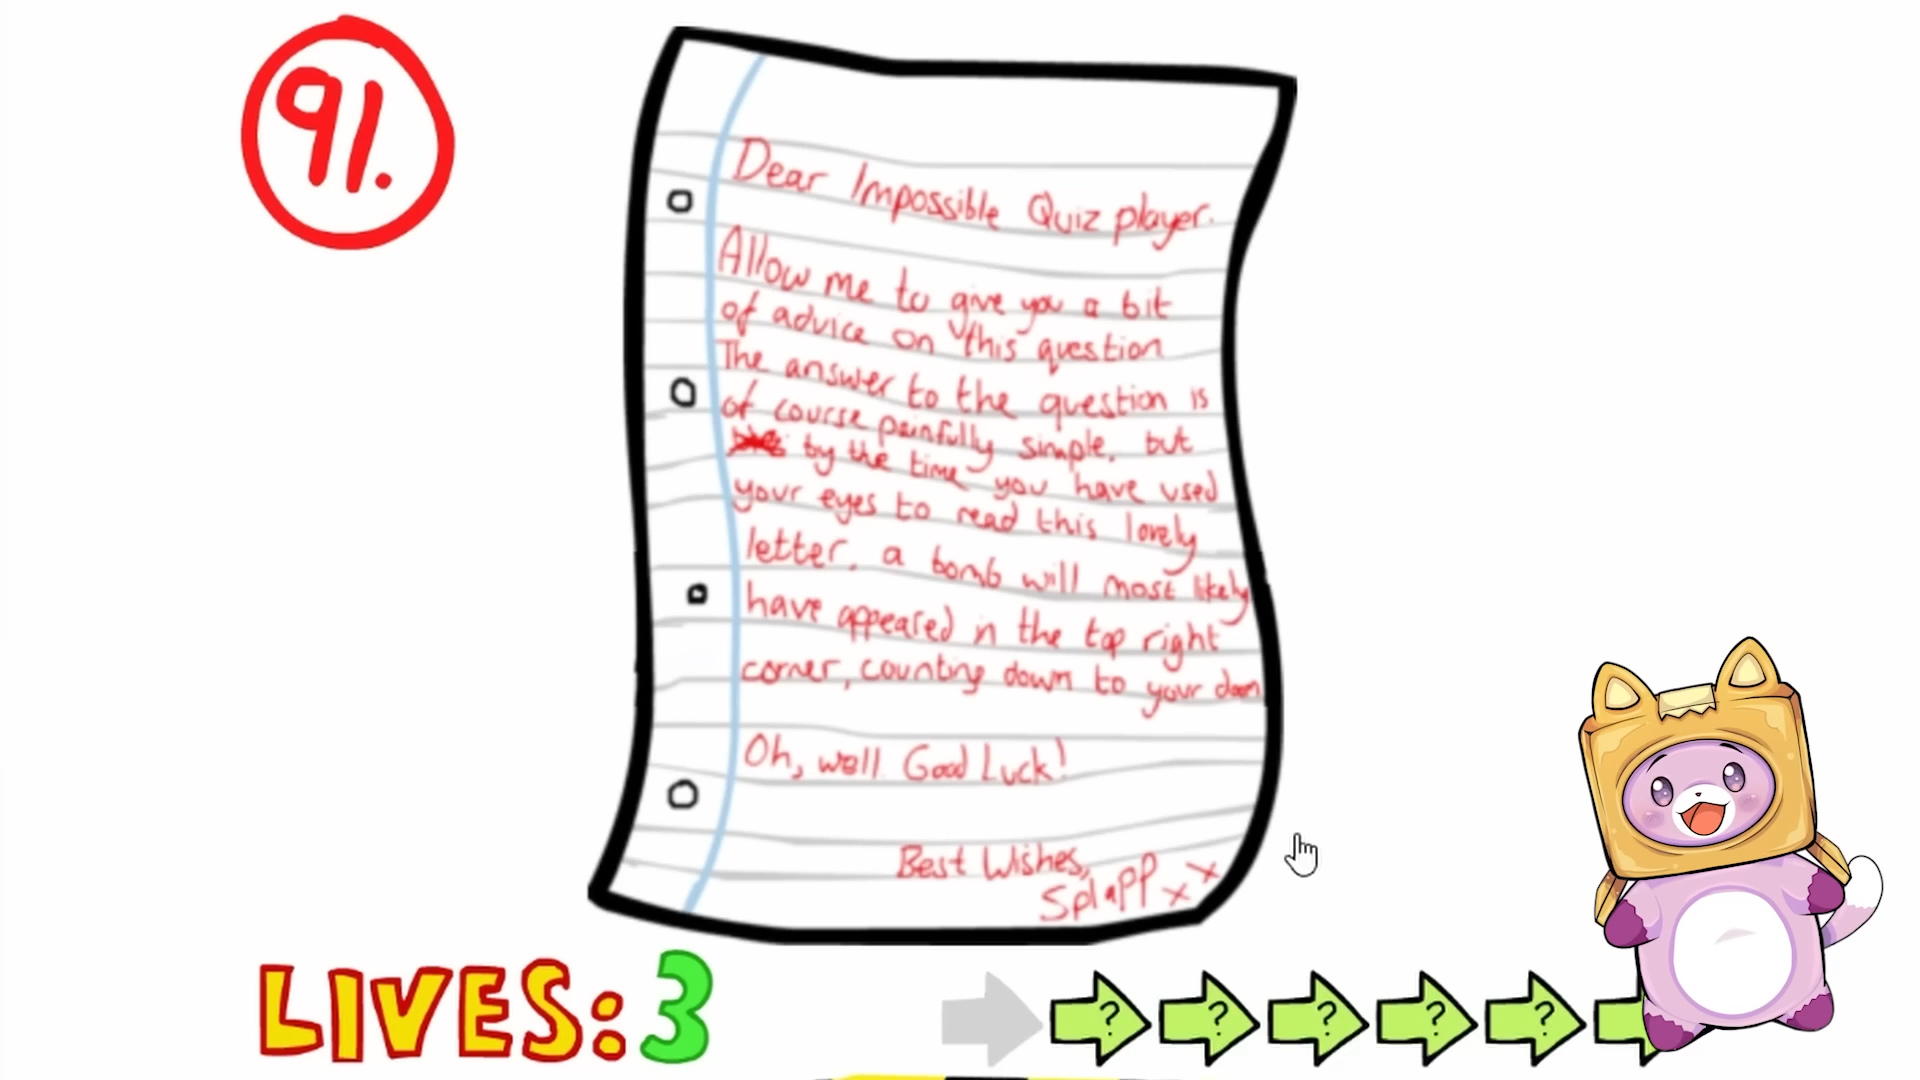 91.
Dear Impossible Quiz player.
Allow me to give you a bit
of advice on this question
The answer to the question is
of course painfully simple, but
by the time you have used
your eyes to read this lovely
letter, a bomb will most likely
have appeared in the top right
corner, counting down to your doom
Oh, well. Good Luck!
Best Wishes,
Splapp x x
LIVES: 3
? ? ? ? ?